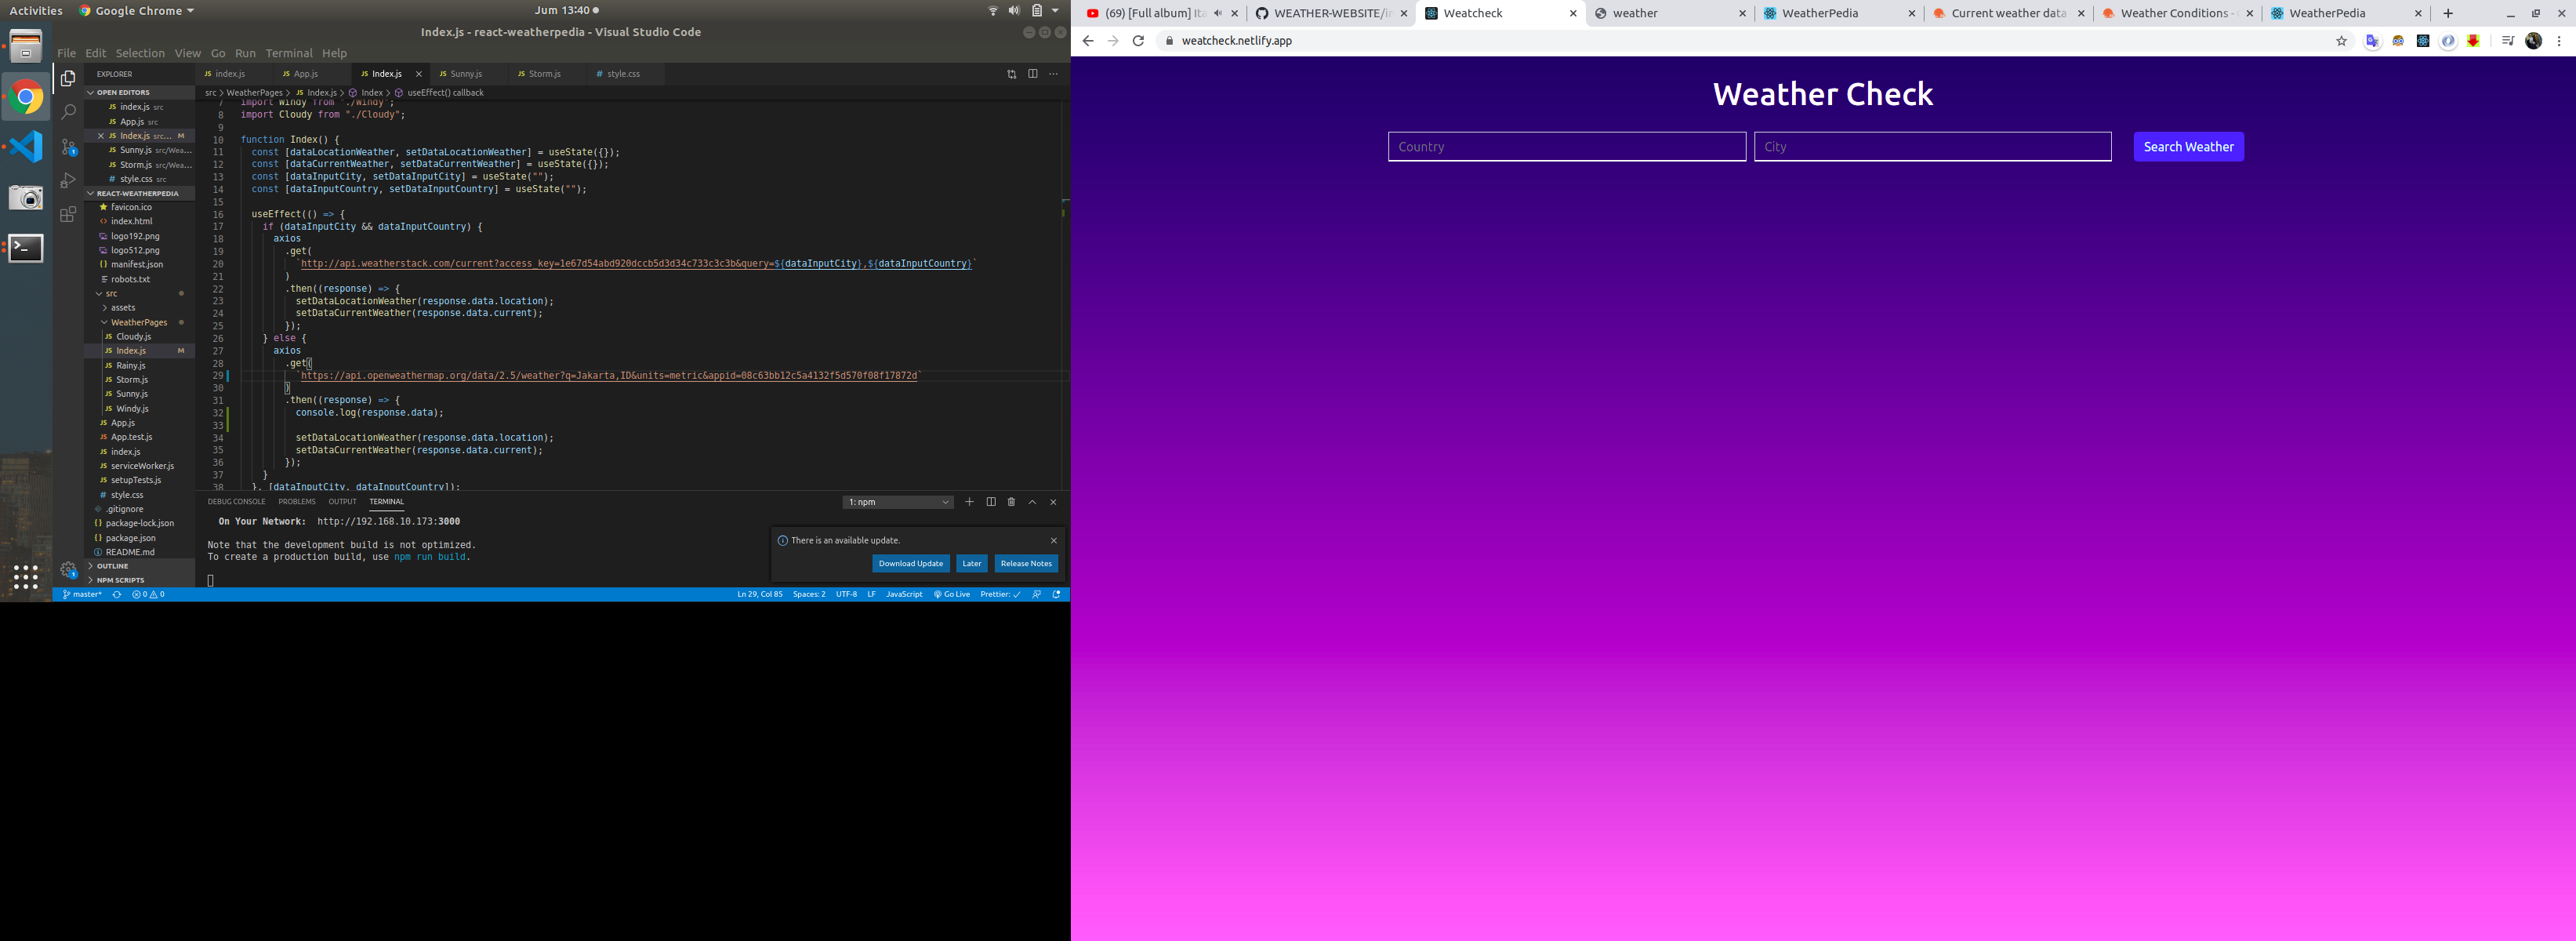 Activities Google Chrome Jum 13:40
Index.js - react-weatherpedia - Visual Studio Code
File Edit Selection View Go Run Terminal Help
EXPLORER
OPEN EDITORS
index.js src
App.js src
Index.js src... M
Sunny.js src/Wea...
Storm.js src/Wea...
style.css src
REACT-WEATHERPEDIA
favicon.ico
index.html
logo192.png
logo512.png
manifest.json
robots.txt
src
assets
WeatherPages
Cloudy.js
Index.js M
Rainy.js
Storm.js
Sunny.js
Windy.js
App.js
App.test.js
index.js
serviceWorker.js
setupTests.js
style.css
.gitignore
package-lock.json
package.json
README.md
OUTLINE
NPM SCRIPTS
index.js App.js Index.js Sunny.js Storm.js style.css
src > WeatherPages > Index.js > Index > useEffect() callback
7 import Windy from "./Windy";
8 import Cloudy from "./Cloudy";
9
10 function Index() {
11 const [dataLocationWeather, setDataLocationWeather] = useState({});
12 const [dataCurrentWeather, setDataCurrentWeather] = useState({});
13 const [dataInputCity, setDataInputCity] = useState("");
14 const [dataInputCountry, setDataInputCountry] = useState("");
15
16 useEffect(() => {
17 if (dataInputCity && dataInputCountry) {
18 axios
19 .get(
20 `http://api.weatherstack.com/current?access_key=1e67d54abd920dccb5d3d34c733c3c3b&query=${dataInputCity},${dataInputCountry}`
21 )
22 .then((response) => {
23 setDataLocationWeather(response.data.location);
24 setDataCurrentWeather(response.data.current);
25 });
26 } else {
27 axios
28 .get(
29 `https://api.openweathermap.org/data/2.5/weather?q=Jakarta,ID&units=metric&appid=08c63bb12c5a4132f5d570f08f17872d`
30 )
31 .then((response) => {
32 console.log(response.data);
33
34 setDataLocationWeather(response.data.location);
35 setDataCurrentWeather(response.data.current);
36 });
37 }
38 }, [dataInputCity, dataInputCountry]);
DEBUG CONSOLE PROBLEMS OUTPUT TERMINAL 1: npm
On Your Network: http://192.168.10.173:3000
Note that the development build is not optimized.
To create a production build, use npm run build.
There is an available update.
Download Update Later Release Notes
master* 0 0 Ln 29, Col 85 Spaces: 2 UTF-8 LF JavaScript Go Live Prettier: ✓
(69) [Full album] Ita WEATHER-WEBSITE/in Weatcheck weather WeatherPedia Current weather data Weather Conditions - WeatherPedia
weatcheck.netlify.app
Weather Check
Country City Search Weather